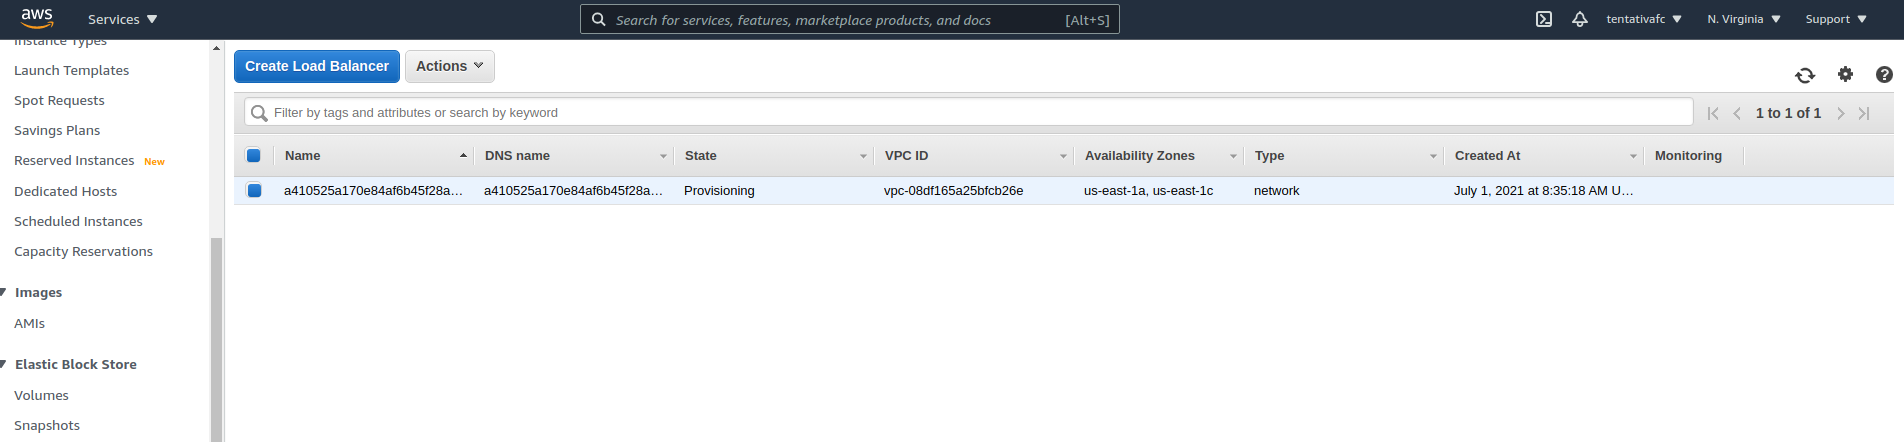 aws
Services
Search for services, features, marketplace products, and docs [Alt+S]
tentativafc
N. Virginia
Support
Instance Types
Launch Templates
Spot Requests
Savings Plans
Reserved Instances New
Dedicated Hosts
Scheduled Instances
Capacity Reservations
Images
AMIs
Elastic Block Store
Volumes
Snapshots
Create Load Balancer
Actions
Filter by tags and attributes or search by keyword
1 to 1 of 1
Name DNS name State VPC ID Availability Zones Type Created At Monitoring
a410525a170e84af6b45f28a... a410525a170e84af6b45f28a... Provisioning vpc-08df165a25bfcb26e us-east-1a, us-east-1c network July 1, 2021 at 8:35:18 AM U...